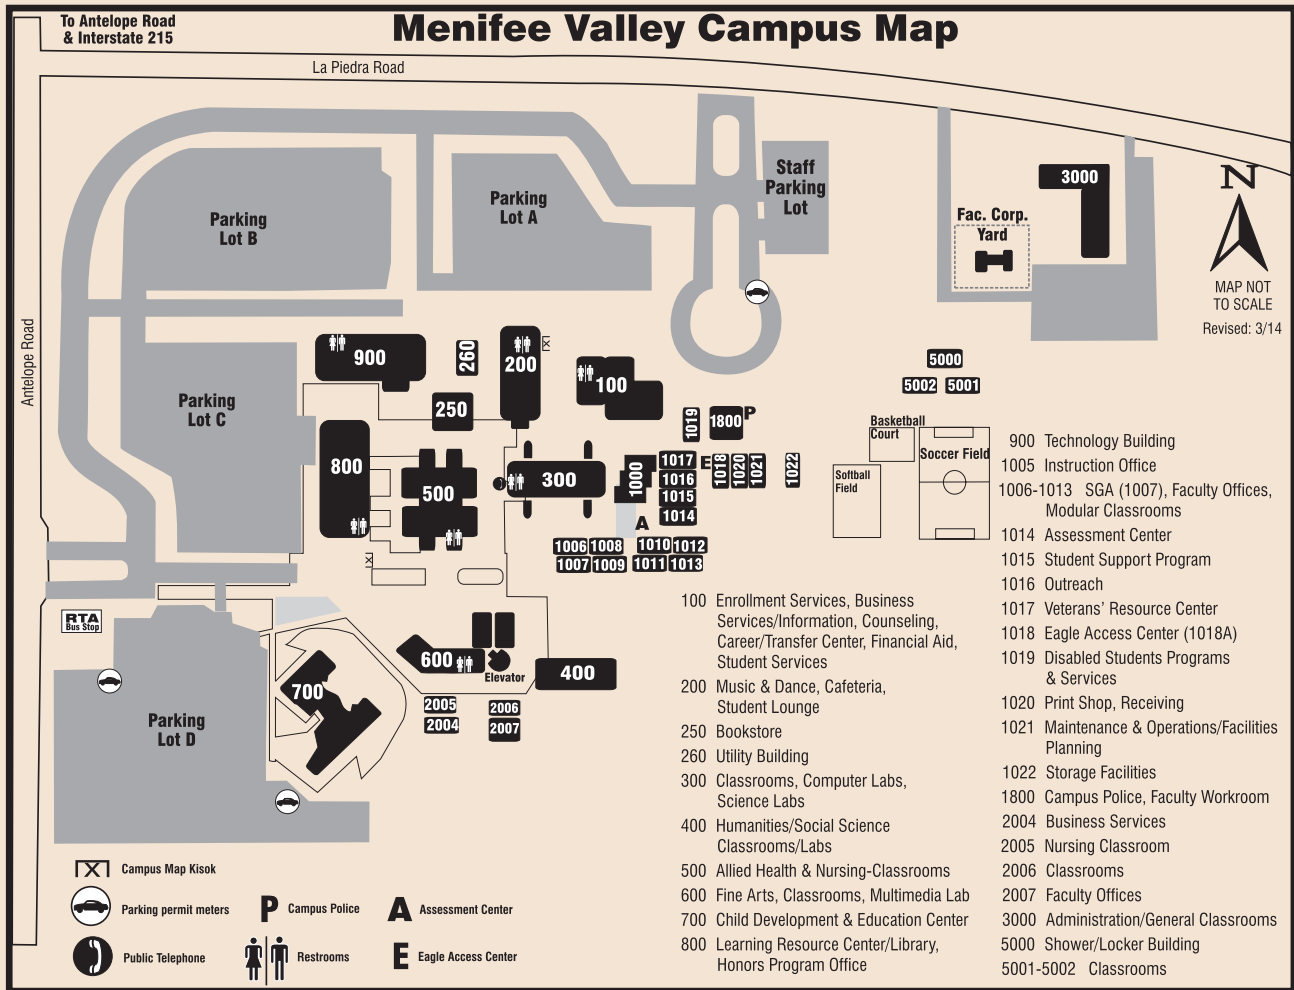 To Antelope Road
& Interstate 215
Menifee Valley Campus Map
La Piedra Road
Antelope Road
Parking
Lot B
Parking
Lot A
Staff
Parking
Lot
3000
Fac. Corp.
Yard
N
MAP NOT
TO SCALE
Revised: 3/14
900
260
200
100
250
Parking
Lot C
800
500
300
1000
1019
1800
P
1017
1016
1015
1014
E
1018
1020
1021
1022
A
5000
5002
5001
Basketball
Court
Soccer Field
Softball
Field
1006
1008
1010
1012
1007
1009
1011
1013
RTA
Bus Stop
600
Elevator
400
700
2005
2004
2006
2007
Parking
Lot D
Campus Map Kisok
Parking permit meters
P Campus Police
A Assessment Center
Public Telephone
Restrooms
E Eagle Access Center
100 Enrollment Services, Business
Services/Information, Counseling,
Career/Transfer Center, Financial Aid,
Student Services
200 Music & Dance, Cafeteria,
Student Lounge
250 Bookstore
260 Utility Building
300 Classrooms, Computer Labs,
Science Labs
400 Humanities/Social Science
Classrooms/Labs
500 Allied Health & Nursing-Classrooms
600 Fine Arts, Classrooms, Multimedia Lab
700 Child Development & Education Center
800 Learning Resource Center/Library,
Honors Program Office
900 Technology Building
1005 Instruction Office
1006-1013 SGA (1007), Faculty Offices,
Modular Classrooms
1014 Assessment Center
1015 Student Support Program
1016 Outreach
1017 Veterans' Resource Center
1018 Eagle Access Center (1018A)
1019 Disabled Students Programs
& Services
1020 Print Shop, Receiving
1021 Maintenance & Operations/Facilities
Planning
1022 Storage Facilities
1800 Campus Police, Faculty Workroom
2004 Business Services
2005 Nursing Classroom
2006 Classrooms
2007 Faculty Offices
3000 Administration/General Classrooms
5000 Shower/Locker Building
5001-5002 Classrooms